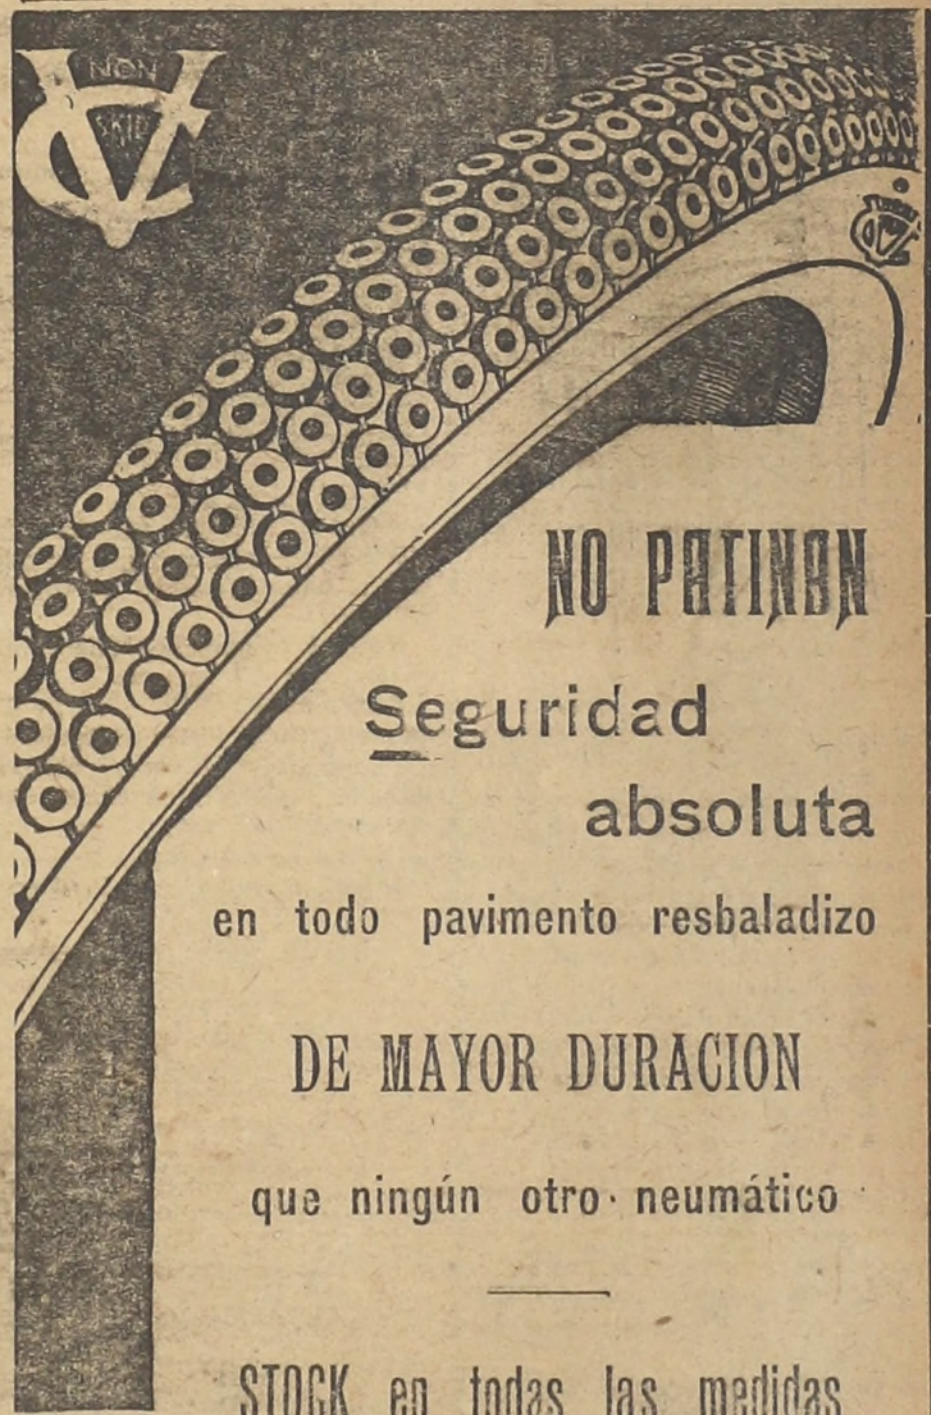 NON
SKID
VC
NO PATINAN
Seguridad
absoluta
en todo pavimento resbaladizo
DE MAYOR DURACION
que ningún otro neumático
STOCK en todas las medidas